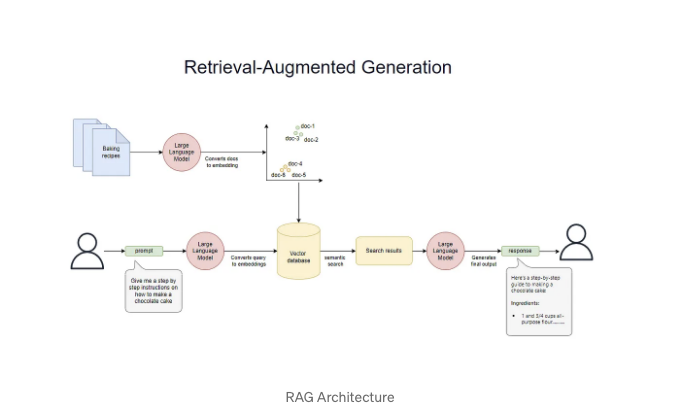 Retrieval-Augmented Generation
Baking
recipes
Large
Language
Model
Converts docs
to embedding
doc-1
doc-3
doc-2
doc-4
doc-6
doc-5
prompt
Large
Language
Model
Converts query
to embeddings
Vector
database
semantic
search
Search results
Large
Language
Model
Generates
final output
response
Give me a step by
step instructions on
how to make a
chocolate cake
Here's a step-by-step
guide to making a
chocolate cake:
Ingredients:
• 1 and 3/4 cups all-
purpose flour......
RAG Architecture